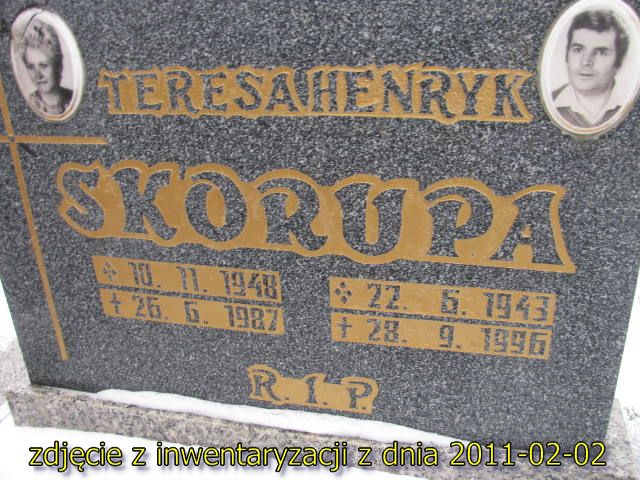 TERESA HENRYK
SKORUPA
10. 11. 1948
† 26. 6. 1987
22. 6. 1943
† 28. 9. 1996
R. I. P.
zdjęcie z inwentaryzacji z dnia 2011-02-02